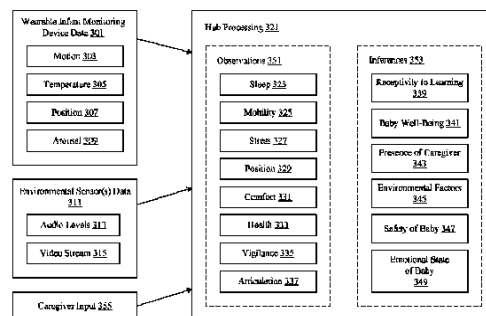 Wearable Infant Monitoring
Device Data 301
Motion 303
Temperature 305
Position 307
Arousal 309
Environmental Sensor(s) Data
311
Audio Levels 313
Video Stream 315
Caregiver Input 355
Hub Processing 321
Observations 351
Sleep 323
Mobility 325
Stress 327
Position 329
Comfort 331
Health 333
Vigilance 335
Articulation 337
Inferences 353
Receptivity to Learning
339
Baby Well-Being 341
Presence of Caregiver
343
Environmental Factors
345
Safety of Baby 347
Emotional State
of Baby
349